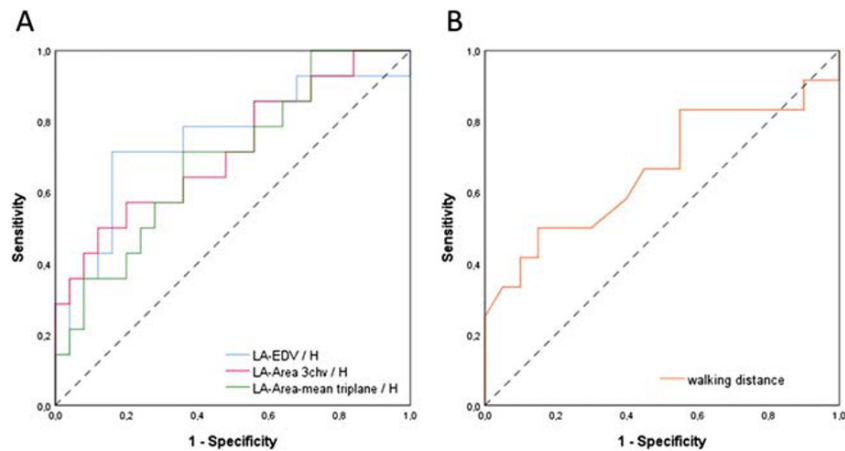 A
Sensitivity
1,0
0,8
0,6
0,4
0,2
0,0
LA-EDV / H
LA-Area 3chv / H
LA-Area-mean triplane / H
0,0 0,2 0,4 0,6 0,8 1,0
1 - Specificity
B
Sensitivity
1,0
0,8
0,6
0,4
0,2
0,0
walking distance
0,0 0,2 0,4 0,6 0,8 1,0
1 - Specificity